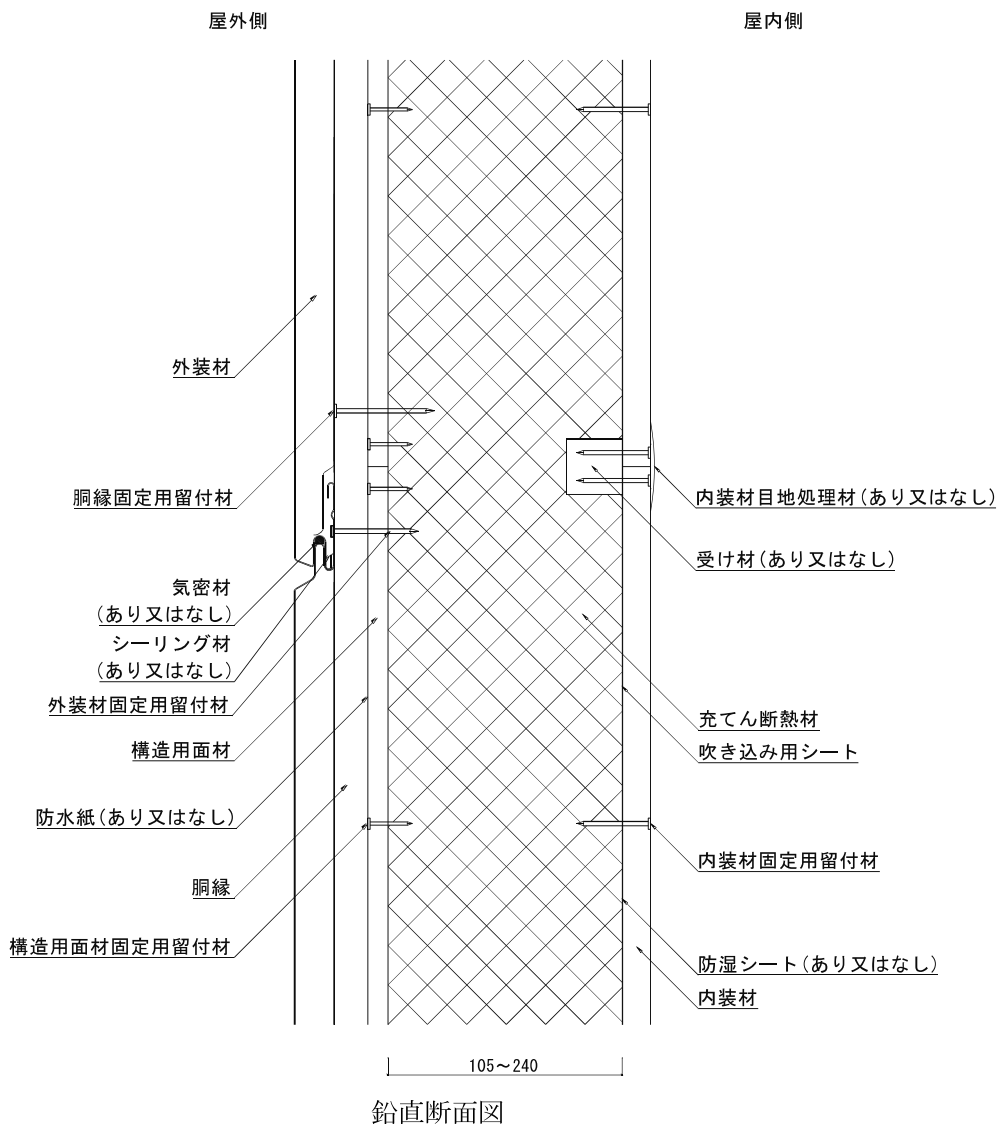 屋外側
屋内側
外装材
胴縁固定用留付材
気密材
(あり又はなし)
シーリング材
(あり又はなし)
外装材固定用留付材
構造用面材
防水紙(あり又はなし)
胴縁
構造用面材固定用留付材
内装材目地処理材(あり又はなし)
受け材(あり又はなし)
充てん断熱材
吹き込み用シート
内装材固定用留付材
防湿シート(あり又はなし)
内装材
105～240
鉛直断面図